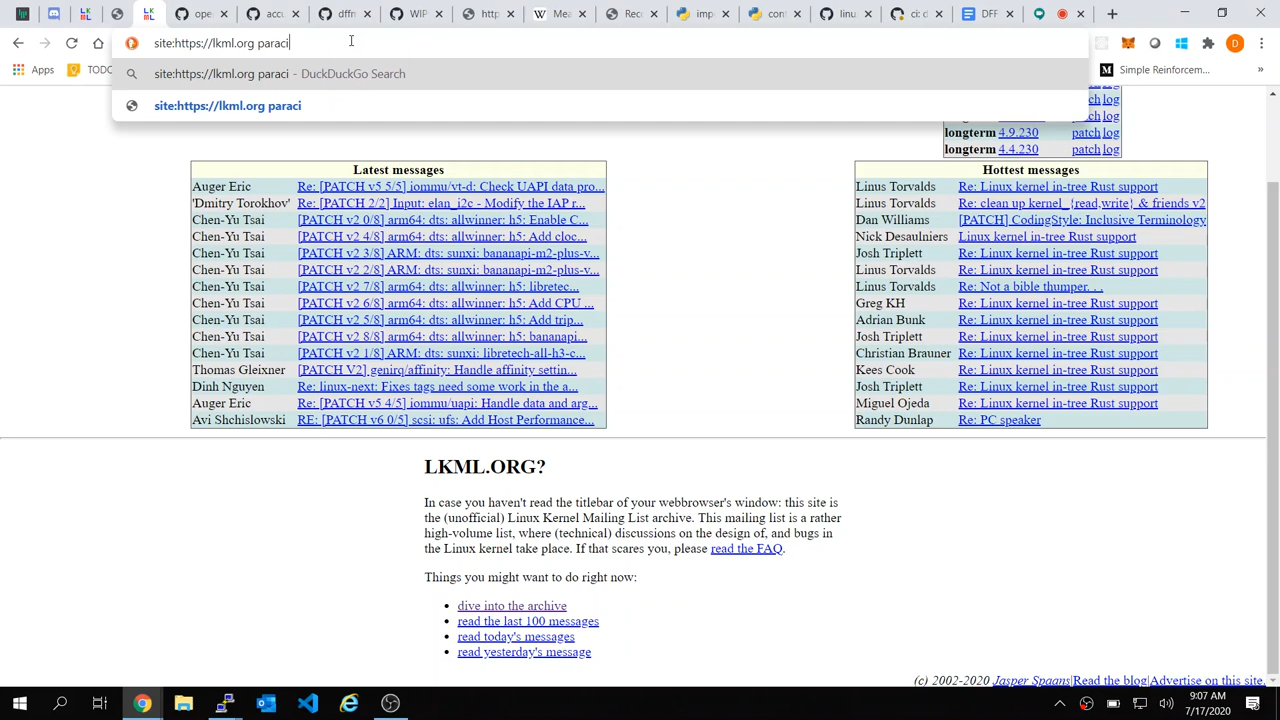 ope
accu
dffm
WIP
http
Mea
Reco
imp
cont
linu
ci: d
DFF
site:https://lkml.org paraci
D
Apps
TODO
Simple Reinforcem...
»
site:https://lkml.org paraci - DuckDuckGo Search
site:https://lkml.org paraci
patch log
longterm 4.9.230 patch log
longterm 4.4.230 patch log
Latest messages
Auger Eric Re: [PATCH v5 5/5] iommu/vt-d: Check UAPI data pro...
'Dmitry Torokhov' Re: [PATCH 2/2] Input: elan_i2c - Modify the IAP r...
Chen-Yu Tsai [PATCH v2 0/8] arm64: dts: allwinner: h5: Enable C...
Chen-Yu Tsai [PATCH v2 4/8] arm64: dts: allwinner: h5: Add cloc...
Chen-Yu Tsai [PATCH v2 3/8] ARM: dts: sunxi: bananapi-m2-plus-v...
Chen-Yu Tsai [PATCH v2 2/8] ARM: dts: sunxi: bananapi-m2-plus-v...
Chen-Yu Tsai [PATCH v2 7/8] arm64: dts: allwinner: h5: libretec...
Chen-Yu Tsai [PATCH v2 6/8] arm64: dts: allwinner: h5: Add CPU ...
Chen-Yu Tsai [PATCH v2 5/8] arm64: dts: allwinner: h5: Add trip...
Chen-Yu Tsai [PATCH v2 8/8] arm64: dts: allwinner: h5: bananapi...
Chen-Yu Tsai [PATCH v2 1/8] ARM: dts: sunxi: libretech-all-h3-c...
Thomas Gleixner [PATCH V2] genirq/affinity: Handle affinity settin...
Dinh Nguyen Re: linux-next: Fixes tags need some work in the a...
Auger Eric Re: [PATCH v5 4/5] iommu/uapi: Handle data and arg...
Avi Shchislowski RE: [PATCH v6 0/5] scsi: ufs: Add Host Performance...
Hottest messages
Linus Torvalds Re: Linux kernel in-tree Rust support
Linus Torvalds Re: clean up kernel_{read,write} & friends v2
Dan Williams [PATCH] CodingStyle: Inclusive Terminology
Nick Desaulniers Linux kernel in-tree Rust support
Josh Triplett Re: Linux kernel in-tree Rust support
Linus Torvalds Re: Linux kernel in-tree Rust support
Linus Torvalds Re: Not a bible thumper. . .
Greg KH Re: Linux kernel in-tree Rust support
Adrian Bunk Re: Linux kernel in-tree Rust support
Josh Triplett Re: Linux kernel in-tree Rust support
Christian Brauner Re: Linux kernel in-tree Rust support
Kees Cook Re: Linux kernel in-tree Rust support
Josh Triplett Re: Linux kernel in-tree Rust support
Miguel Ojeda Re: Linux kernel in-tree Rust support
Randy Dunlap Re: PC speaker
LKML.ORG?
In case you haven't read the titlebar of your webbrowser's window: this site is
the (unofficial) Linux Kernel Mailing List archive. This mailing list is a rather
high-volume list, where (technical) discussions on the design of, and bugs in
the Linux kernel take place. If that scares you, please read the FAQ.
Things you might want to do right now:
dive into the archive
read the last 100 messages
read today's messages
read yesterday's message
(c) 2002-2020 Jasper Spaans|Read the blog|Advertise on this site.
9:07 AM
7/17/2020